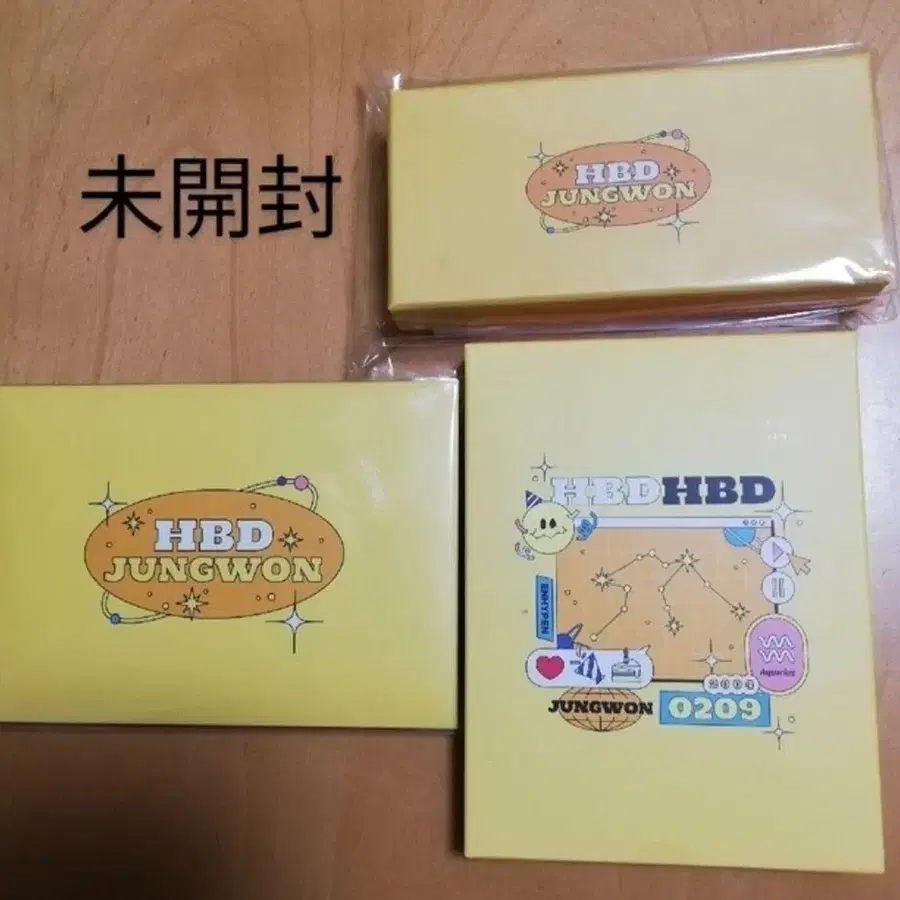 未開封
HBD
JUNGWON
HBD
JUNGWON
HBDHBD
ENHYPEN
Aquarius
2004
JUNGWON
0209